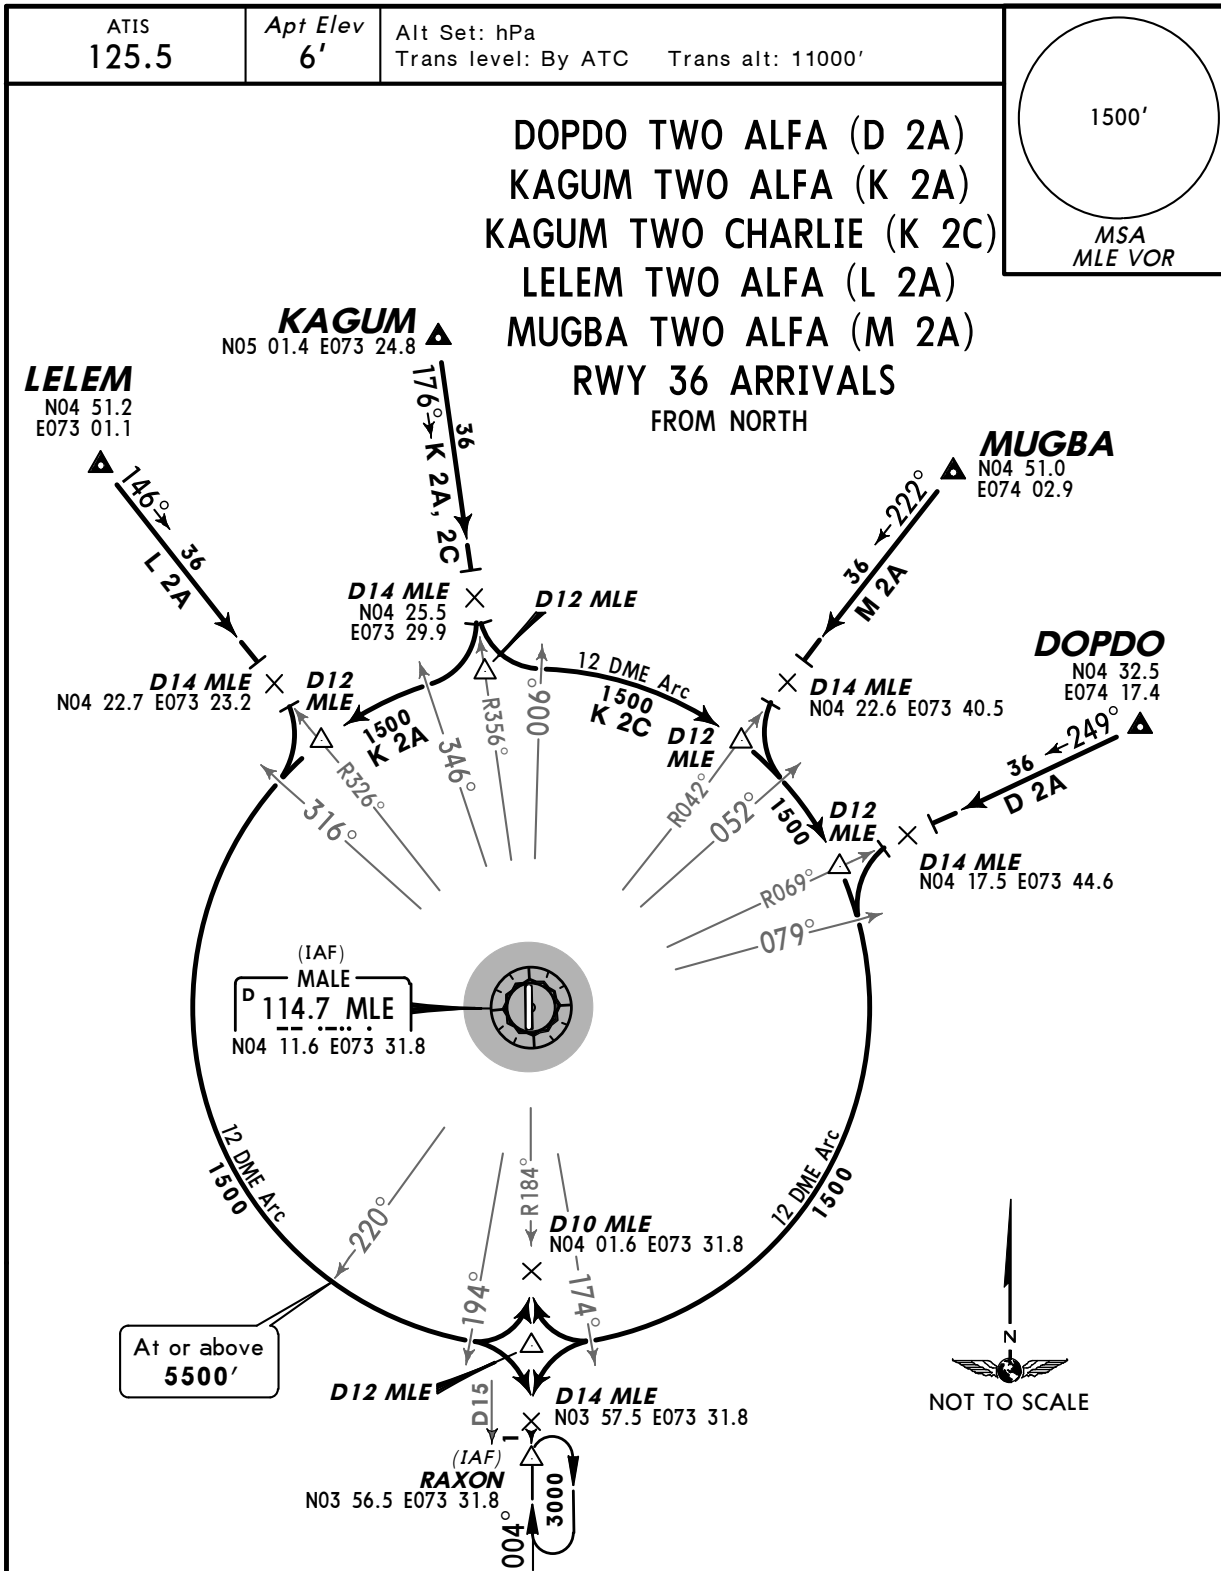 ATIS
125.5
Apt Elev
6'
Alt Set: hPa
Trans level: By ATC Trans alt: 11000'
1500'
MSA
MLE VOR
DOPDO TWO ALFA (D 2A)
KAGUM TWO ALFA (K 2A)
KAGUM TWO CHARLIE (K 2C)
LELEM TWO ALFA (L 2A)
MUGBA TWO ALFA (M 2A)
RWY 36 ARRIVALS
FROM NORTH
KAGUM
N05 01.4 E073 24.8
LELEM
N04 51.2
E073 01.1
MUGBA
N04 51.0
E074 02.9
DOPDO
N04 32.5
E074 17.4
146°
36
L 2A
176°
36
K 2A, 2C
222°
36
M 2A
249°
36
D 2A
D14 MLE
N04 25.5
E073 29.9
D12 MLE
D14 MLE
N04 22.7 E073 23.2
D12
MLE
12 DME Arc
1500
K 2C
1500
K 2A
D12
MLE
D14 MLE
N04 22.6 E073 40.5
1500
D12
MLE
D14 MLE
N04 17.5 E073 44.6
316°
R326°
346°
R356°
006°
R042°
052°
R069°
079°
(IAF)
MALE
D 114.7 MLE
N04 11.6 E073 31.8
12 DME Arc
1500
12 DME Arc
1500
220°
194°
R184°
174°
D10 MLE
N04 01.6 E073 31.8
At or above
5500'
D12 MLE
D15
D14 MLE
N03 57.5 E073 31.8
1
(IAF)
RAXON
N03 56.5 E073 31.8
004°
3000
N
NOT TO SCALE